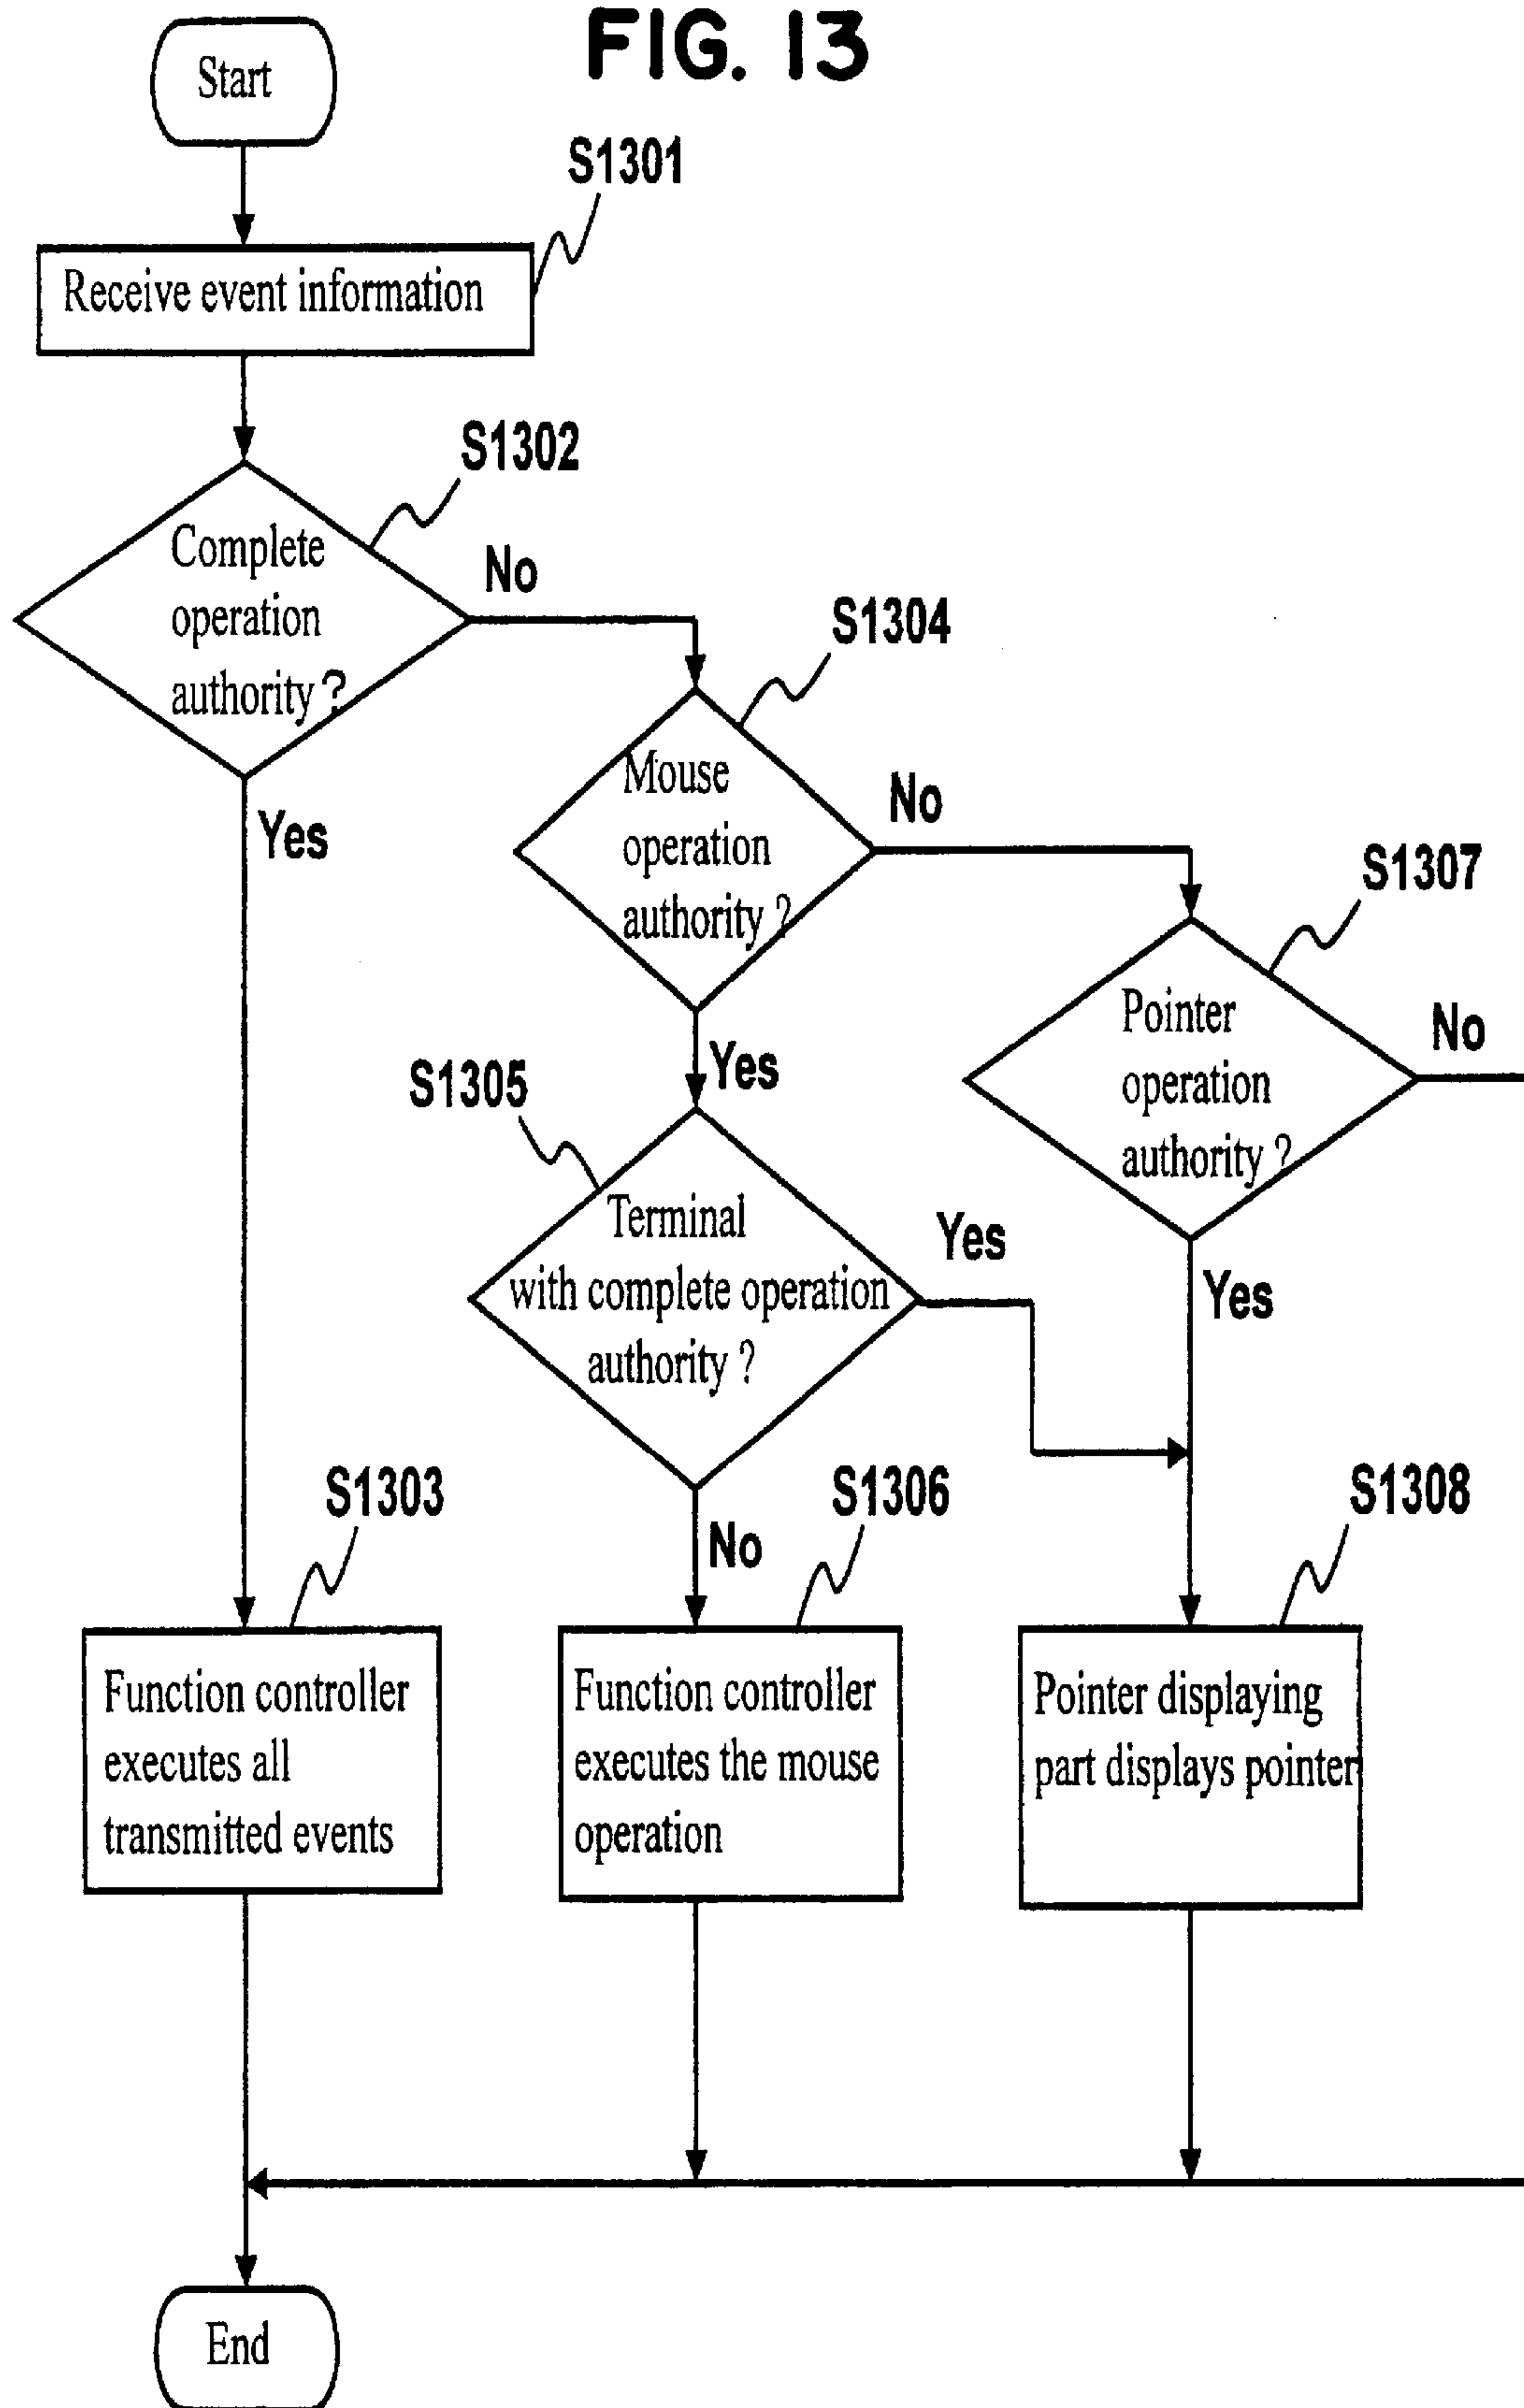 FIG. 13
Start
S1301
Receive event information
S1302
Complete
operation
authority?
No
Yes
S1304
Mouse
operation
authority ?
No
Yes
S1307
Pointer
operation
authority ?
No
Yes
S1305
Terminal
with complete operation
authority ?
Yes
No
S1303
Function controller
executes all
transmitted events
S1306
Function controller
executes the mouse
operation
S1308
Pointer displaying
part displays pointer
End